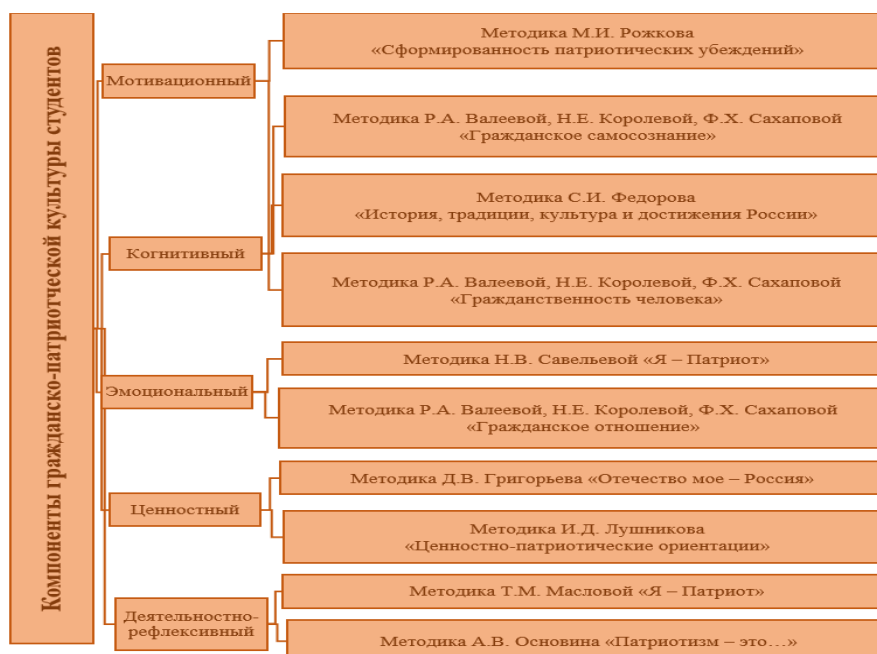 Компоненты гражданско-патриотческой культуры студентов
Мотивационный
Методика М.И. Рожкова
«Сформированность патриотических убеждений»
Методика Р.А. Валеевой, Н.Е. Королевой, Ф.Х. Сахаповой
«Гражданское самосознание»
Когнитивный
Методика С.И. Федорова
«История, традиции, культура и достижения России»
Методика Р.А. Валеевой, Н.Е. Королевой, Ф.Х. Сахаповой
«Гражданственность человека»
Эмоциональный
Методика Н.В. Савельевой «Я – Патриот»
Методика Р.А. Валеевой, Н.Е. Королевой, Ф.Х. Сахаповой
«Гражданское отношение»
Ценностный
Методика Д.В. Григорьева «Отечество мое – Россия»
Методика И.Д. Лушникова
«Ценностно-патриотические ориентации»
Деятельностно-
рефлексивный
Методика Т.М. Масловой «Я – Патриот»
Методика А.В. Основина «Патриотизм – это…»